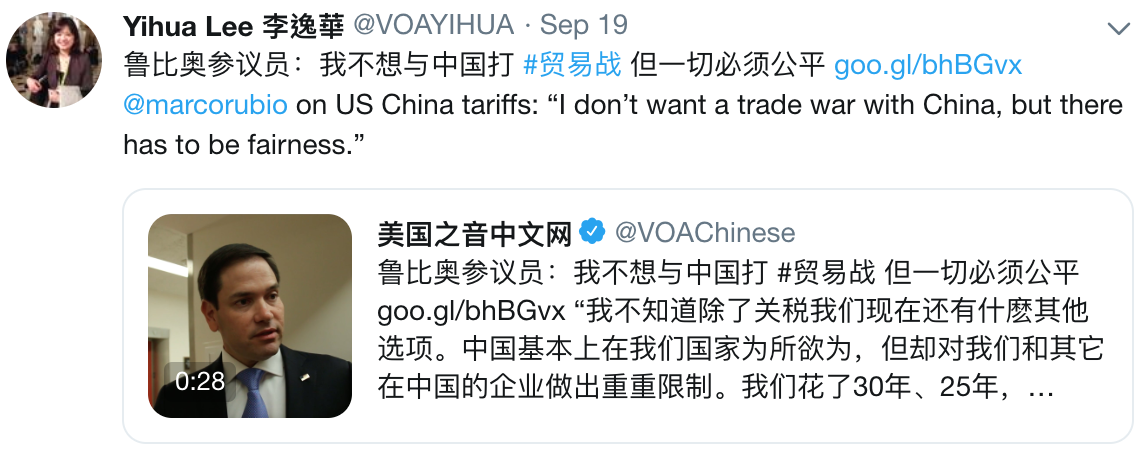 Yihua Lee 李逸華 @VOAYIHUA · Sep 19
鲁比奥参议员：我不想与中国打 #贸易战 但一切必须公平 goo.gl/bhBGvx
@marcorubio on US China tariffs: “I don’t want a trade war with China, but there
has to be fairness.”
美国之音中文网 @VOAChinese
鲁比奥参议员：我不想与中国打 #贸易战 但一切必须公平
goo.gl/bhBGvx “我不知道除了关税我们现在还有什麽其他
选项。中国基本上在我们国家为所欲为，但却对我们和其它
在中国的企业做出重重限制。我们花了30年、25年，…
0:28